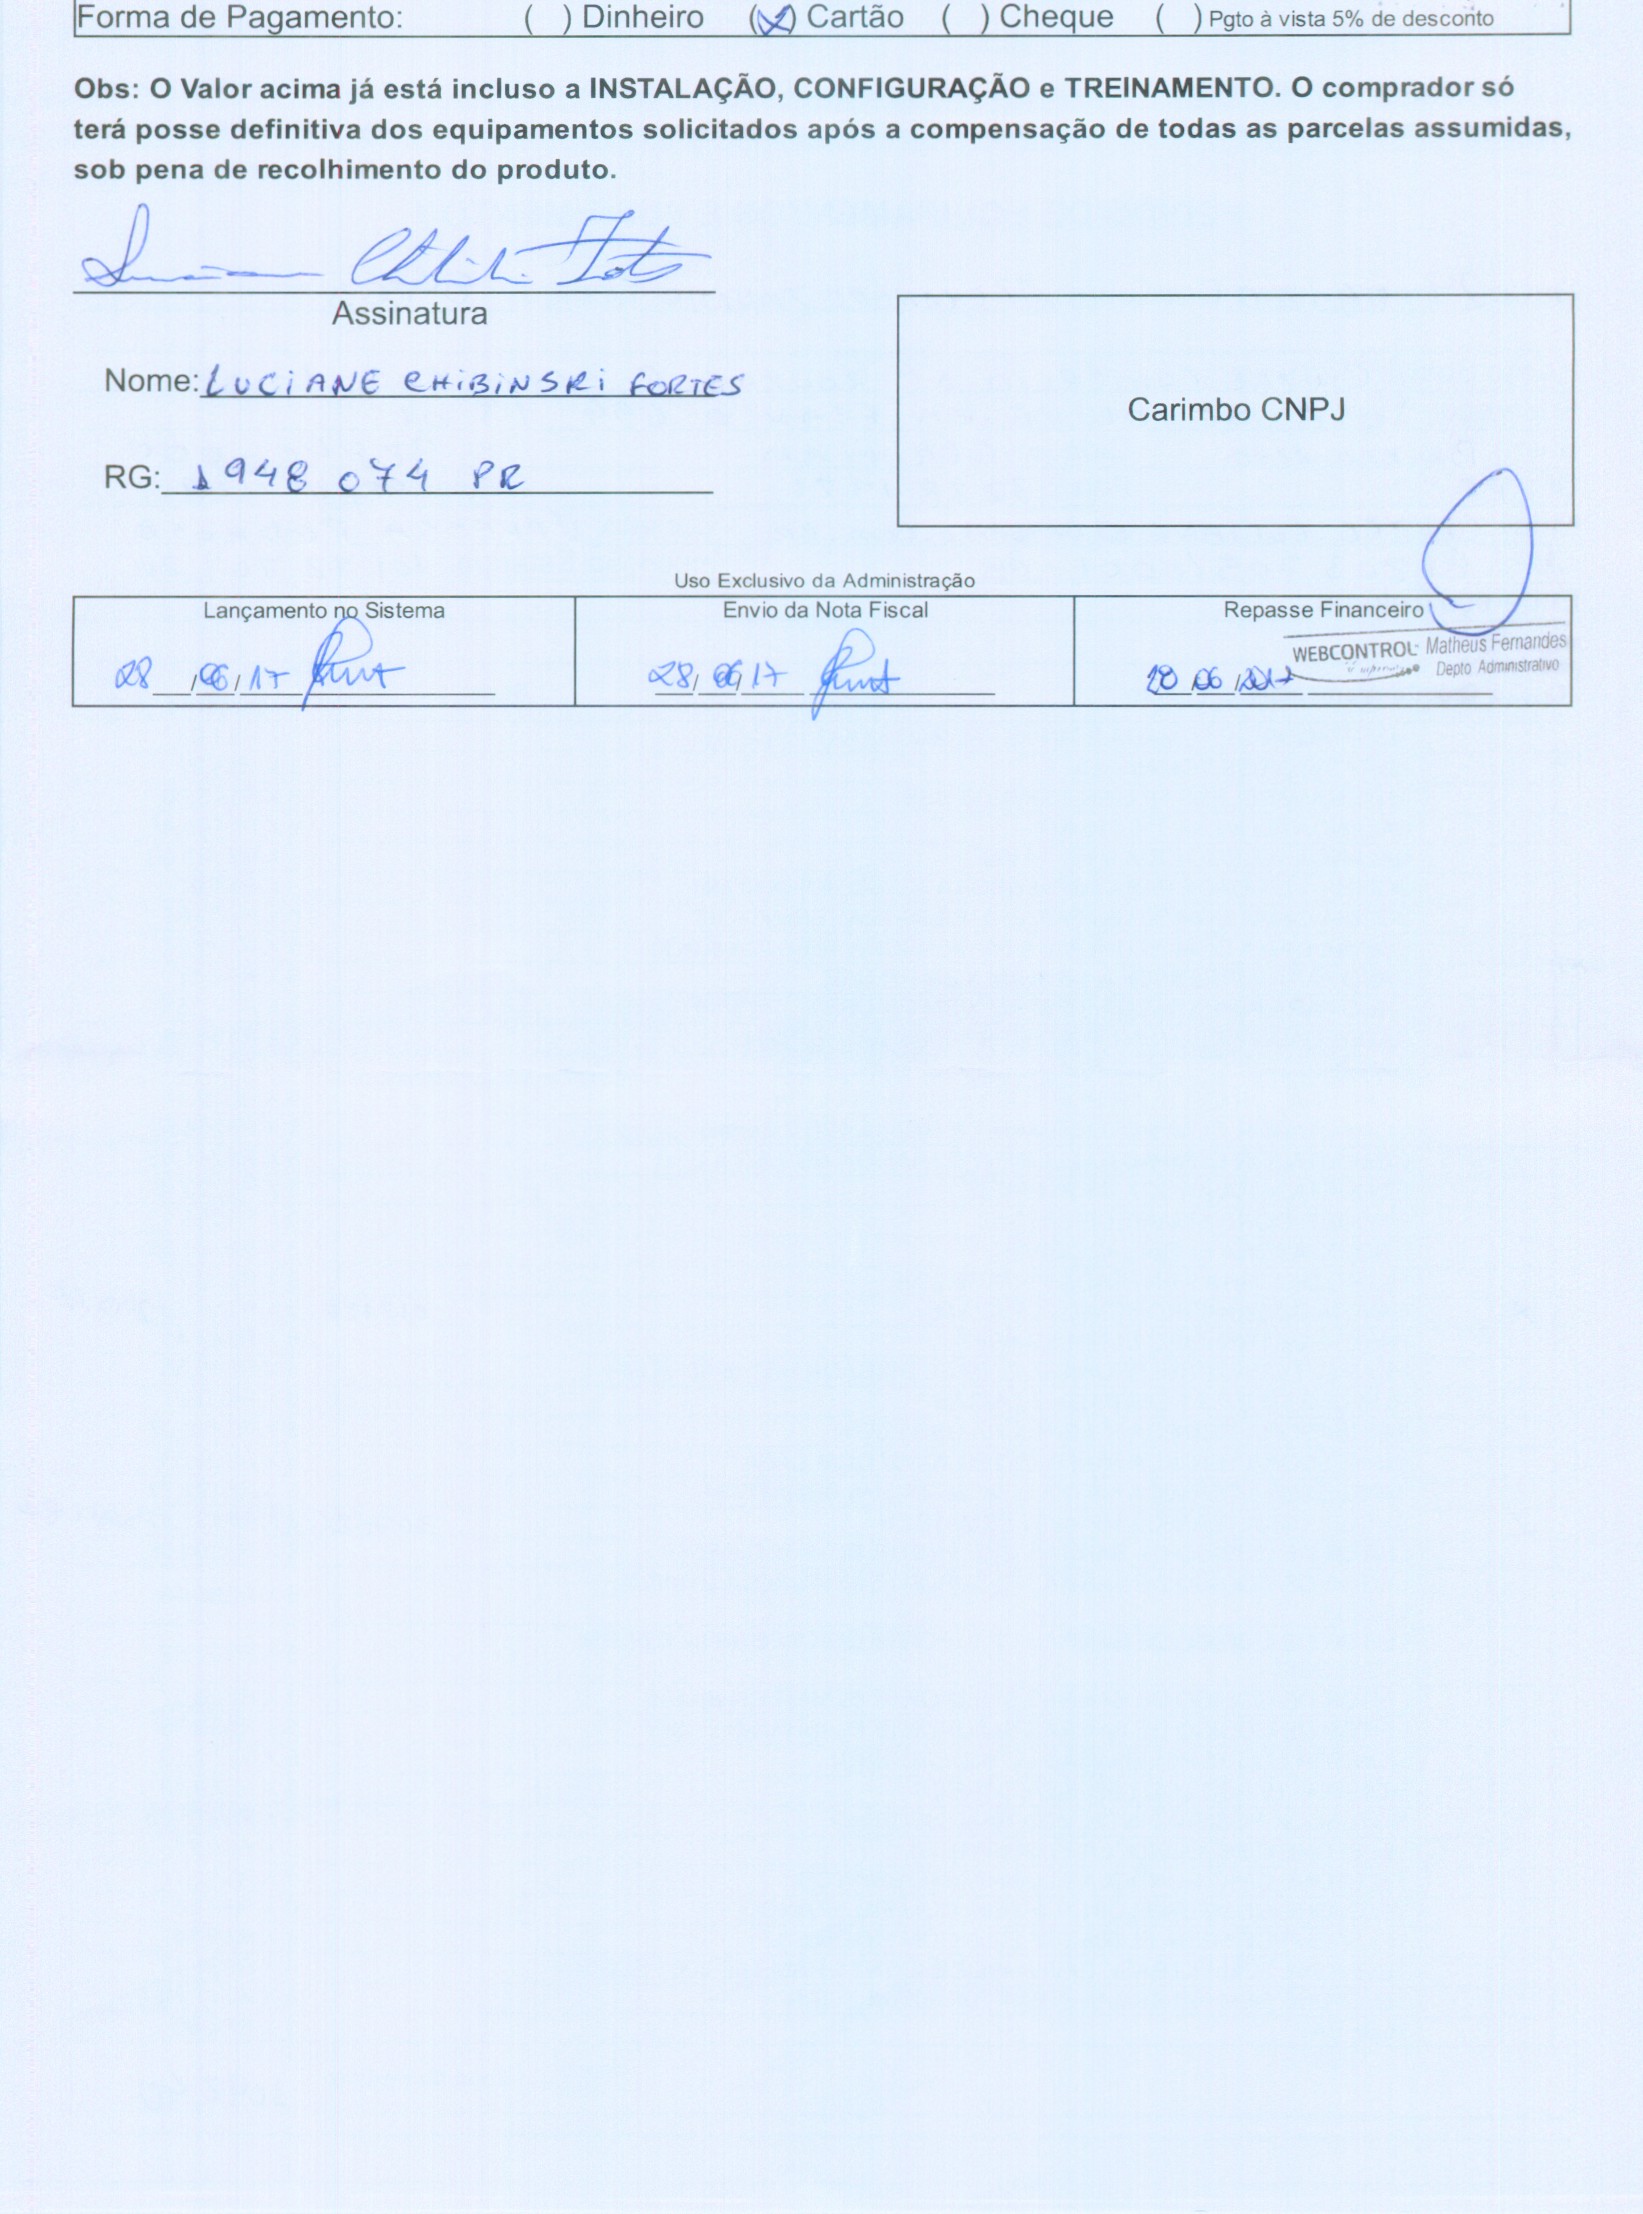 Forma de Pagamento: ( ) Dinheiro (X) Cartão ( ) Cheque ( ) Pgto à vista 5% de desconto
Obs: O Valor acima já está incluso a INSTALAÇÃO, CONFIGURAÇÃO e TREINAMENTO. O comprador só
terá posse definitiva dos equipamentos solicitados após a compensação de todas as parcelas assumidas,
sob pena de recolhimento do produto.
Assinatura
Nome: LUCIANE CHIBINSKI FORTES
RG: 1948 074 PR
Carimbo CNPJ
Uso Exclusivo da Administração
Lançamento no Sistema
28/06/17
Envio da Nota Fiscal
28/06/17
Repasse Financeiro
28/06/2017
WEBCONTROL Matheus Fernandes
Depto Administrativo